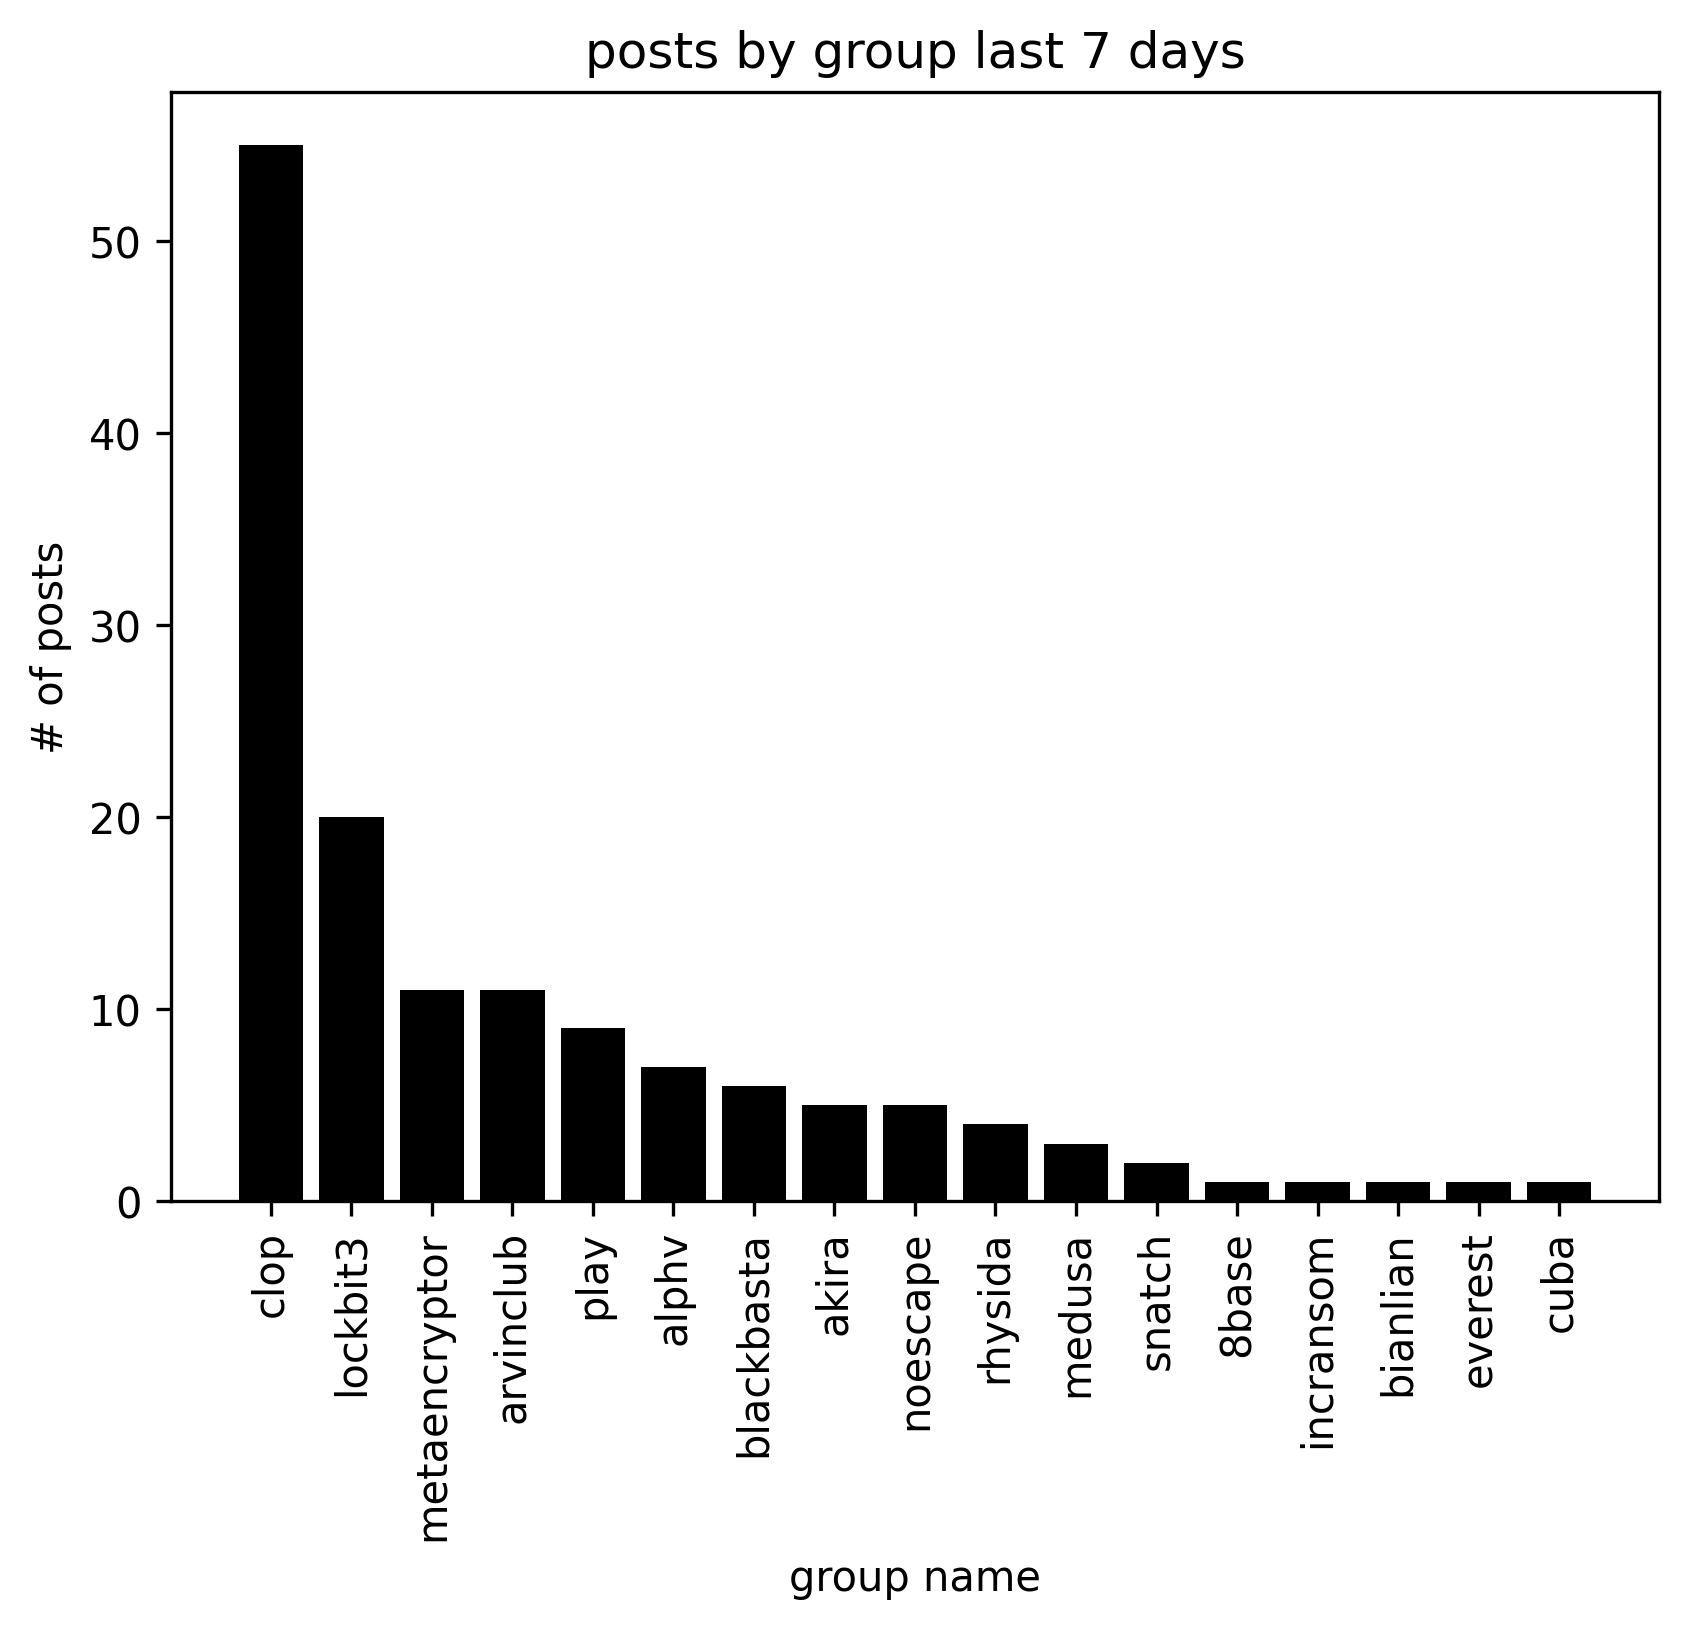 posts by group last 7 days
# of posts
50
40
30
20
10
0
clop
lockbit3
metaencryptor
arvinclub
play
alphv
blackbasta
akira
noescape
rhysida
medusa
snatch
8base
incransom
bianlian
everest
cuba
group name